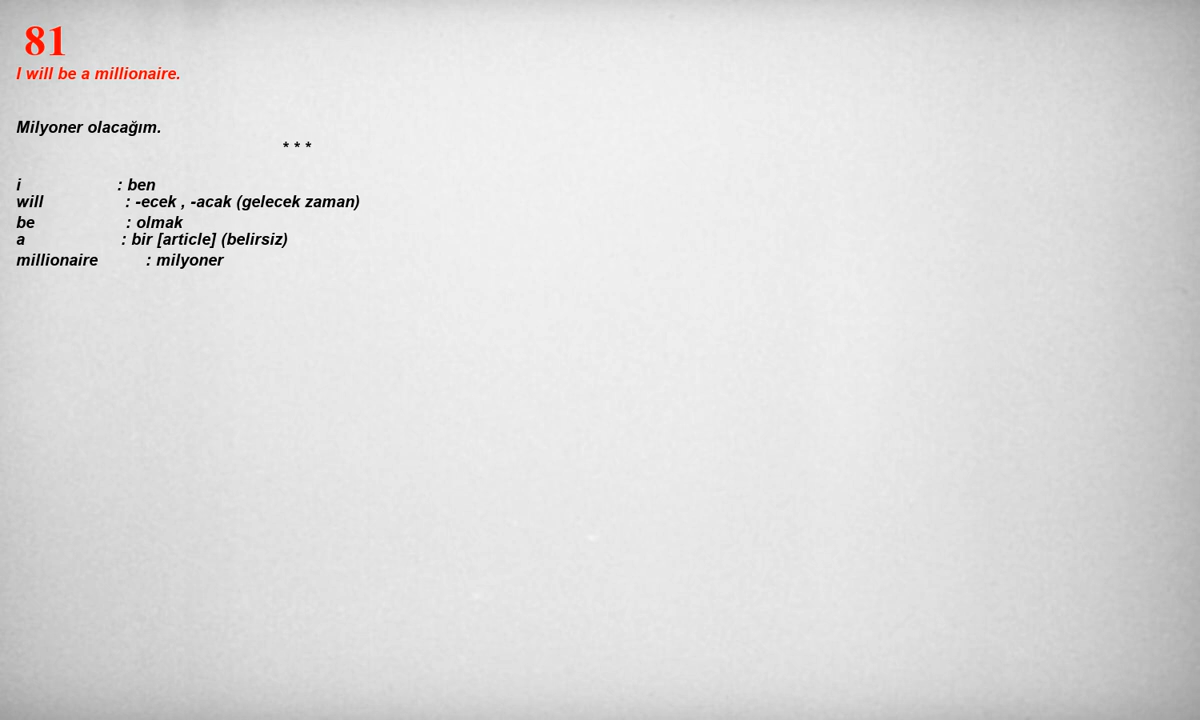 81
I will be a millionaire.
Milyoner olacağım.
* * *
i : ben
will : -ecek , -acak (gelecek zaman)
be : olmak
a : bir [article] (belirsiz)
millionaire : milyoner